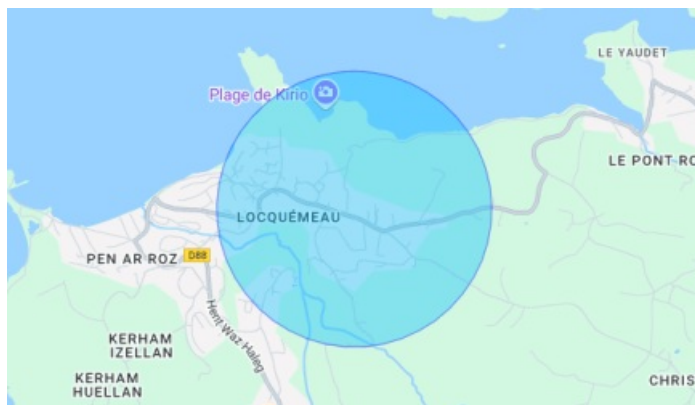 LE YAUDET
Plage de Kirio
LE PONT RO
LOCQUÉMEAU
PEN AR ROZ
D88
Hent-Waz Haleg
KERHAM
IZELLAN
KERHAM
HUELLAN
CHRIS